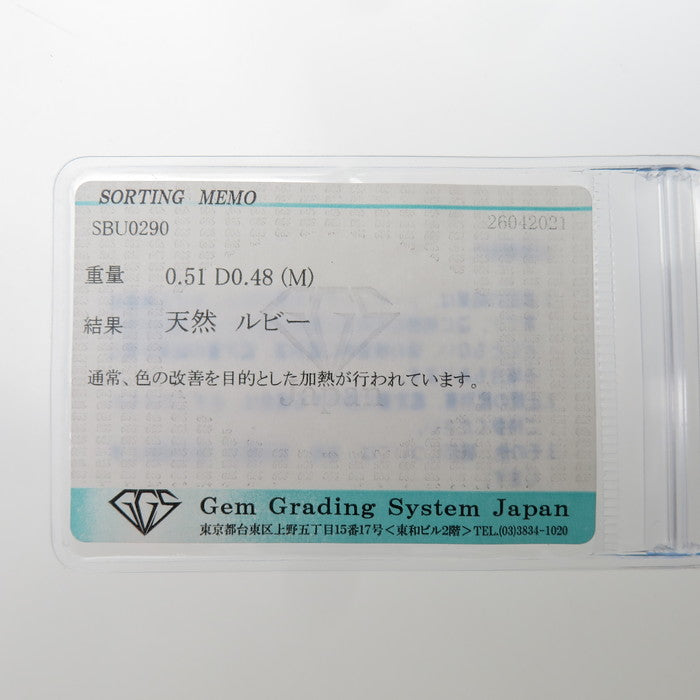 SORTING MEMO
SBU0290
26042021
重量 0.51 D0.48 (M)
結果 天然 ルビー
通常、色の改善を目的とした加熱が行われています。
GGS
Gem Grading System Japan
東京都台東区上野五丁目15番17号＜東和ビル2階＞TEL.(03)3834-1020